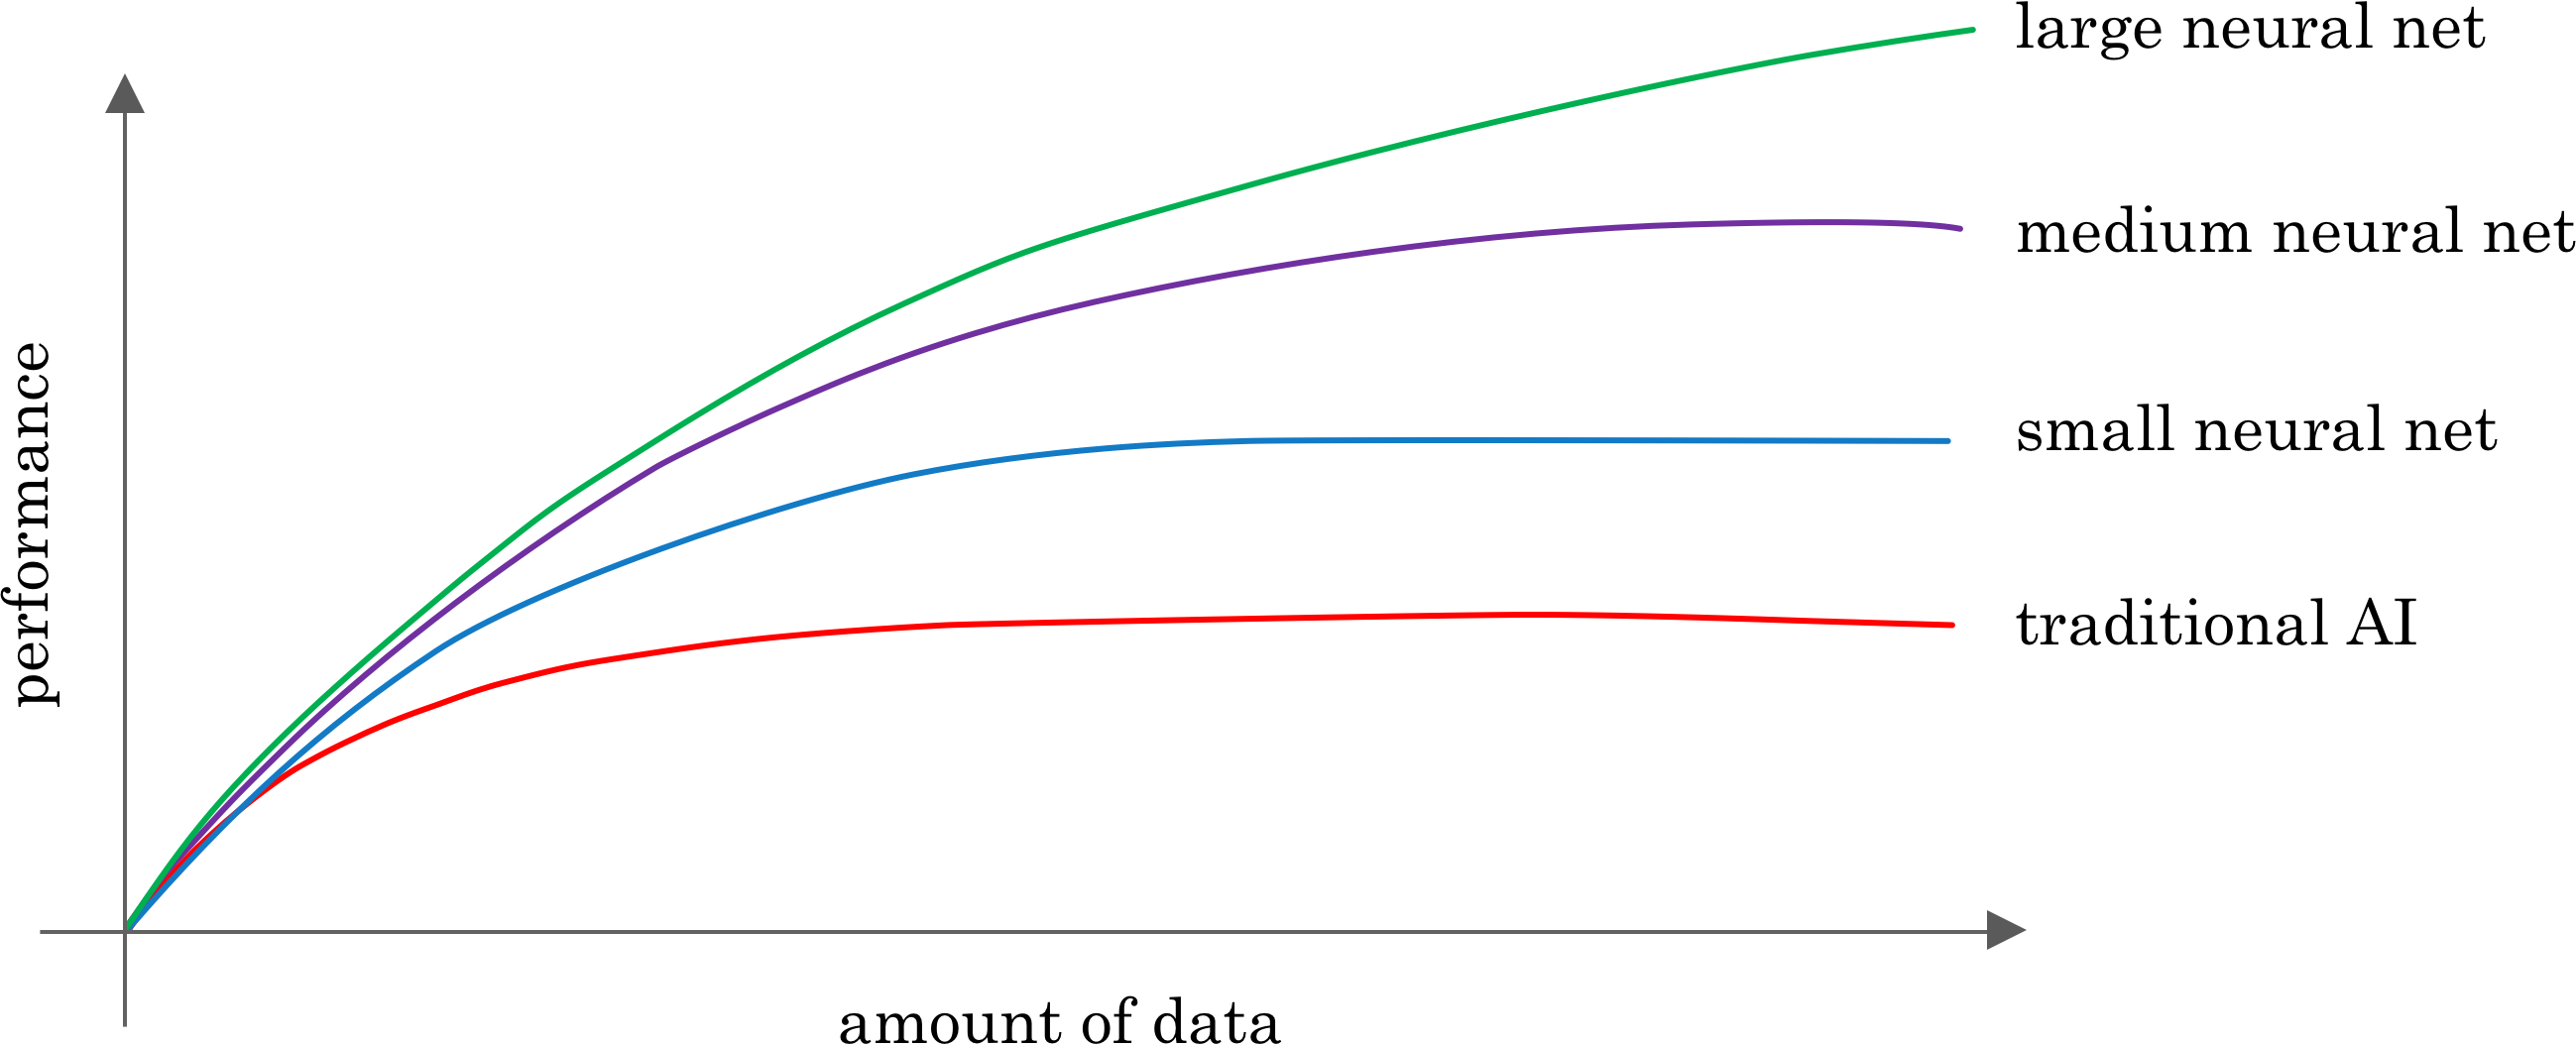 large neural net
medium neural net
small neural net
traditional AI
performance
amount of data